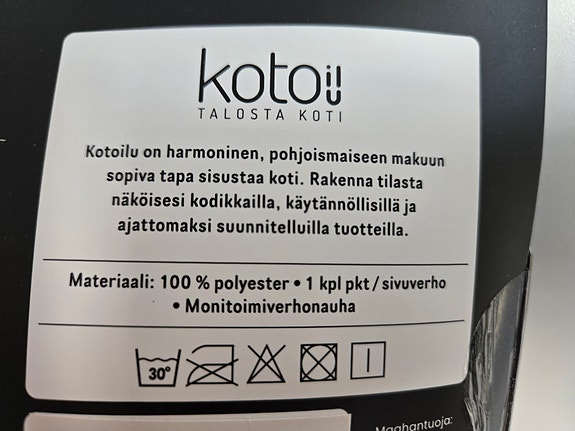 kotoilu
TALOSTA KOTI
Kotoilu on harmoninen, pohjoismaiseen makuun
sopiva tapa sisustaa koti. Rakenna tilasta
näköisesi kodikkailla, käytännöllisillä ja
ajattomaksi suunnitelluilla tuotteilla.
Materiaali: 100 % polyester • 1 kpl pkt / sivuverho
• Monitoimiverhonauha
30°
Maahantuoja: